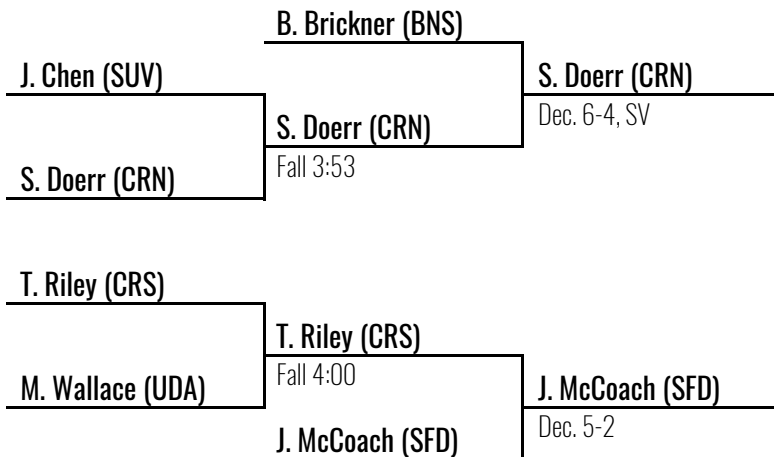 B. Brickner (BNS)
J. Chen (SUV)
S. Doerr (CRN)
Dec. 6-4, SV
S. Doerr (CRN)
Fall 3:53
S. Doerr (CRN)
T. Riley (CRS)
T. Riley (CRS)
Fall 4:00
M. Wallace (UDA)
J. McCoach (SFD)
Dec. 5-2
J. McCoach (SFD)